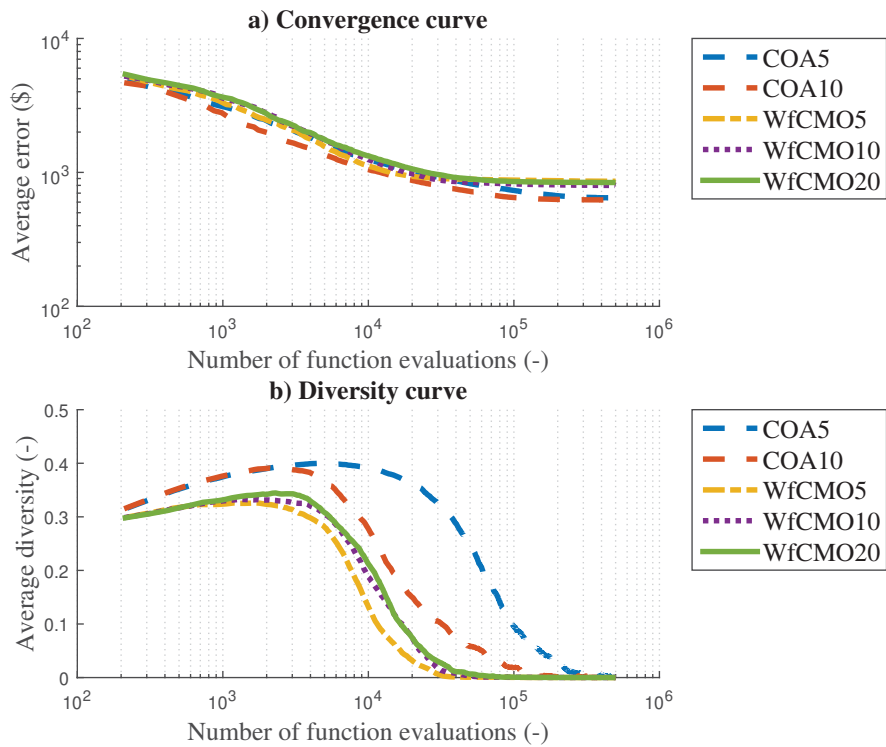 a) Convergence curve
10^4
10^3
10^2
Average error ($)
10^2
10^3
10^4
10^5
10^6
Number of function evaluations (-)
COA5
COA10
WfCMO5
WfCMO10
WfCMO20
b) Diversity curve
0.5
0.4
0.3
0.2
0.1
0
Average diversity (-)
10^2
10^3
10^4
10^5
10^6
Number of function evaluations (-)
COA5
COA10
WfCMO5
WfCMO10
WfCMO20